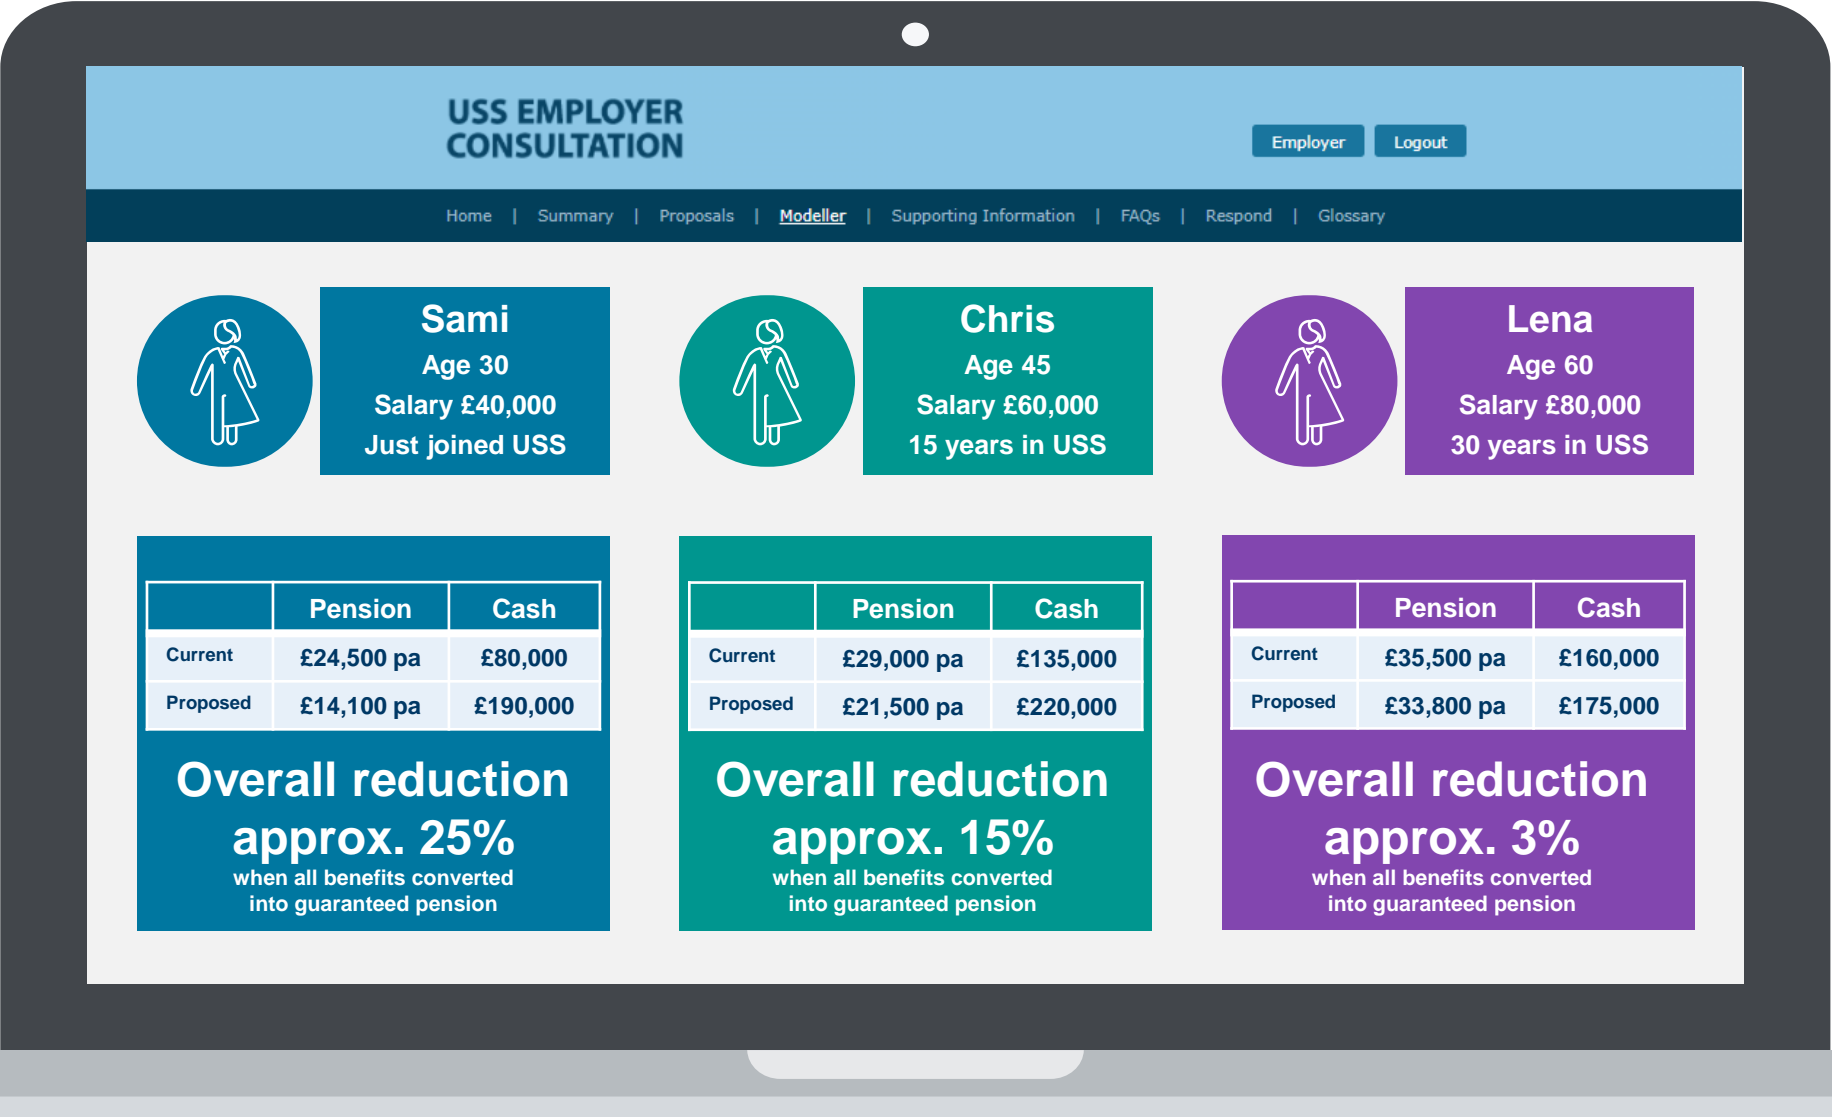 USS EMPLOYER
CONSULTATION
Employer Logout
Home | Summary | Proposals | Modeller | Supporting Information | FAQs | Respond | Glossary
Sami
Age 30
Salary £40,000
Just joined USS
Chris
Age 45
Salary £60,000
15 years in USS
Lena
Age 60
Salary £80,000
30 years in USS
Pension Cash
Current £24,500 pa £80,000
Proposed £14,100 pa £190,000
Overall reduction
approx. 25%
when all benefits converted
into guaranteed pension
Pension Cash
Current £29,000 pa £135,000
Proposed £21,500 pa £220,000
Overall reduction
approx. 15%
when all benefits converted
into guaranteed pension
Pension Cash
Current £35,500 pa £160,000
Proposed £33,800 pa £175,000
Overall reduction
approx. 3%
when all benefits converted
into guaranteed pension